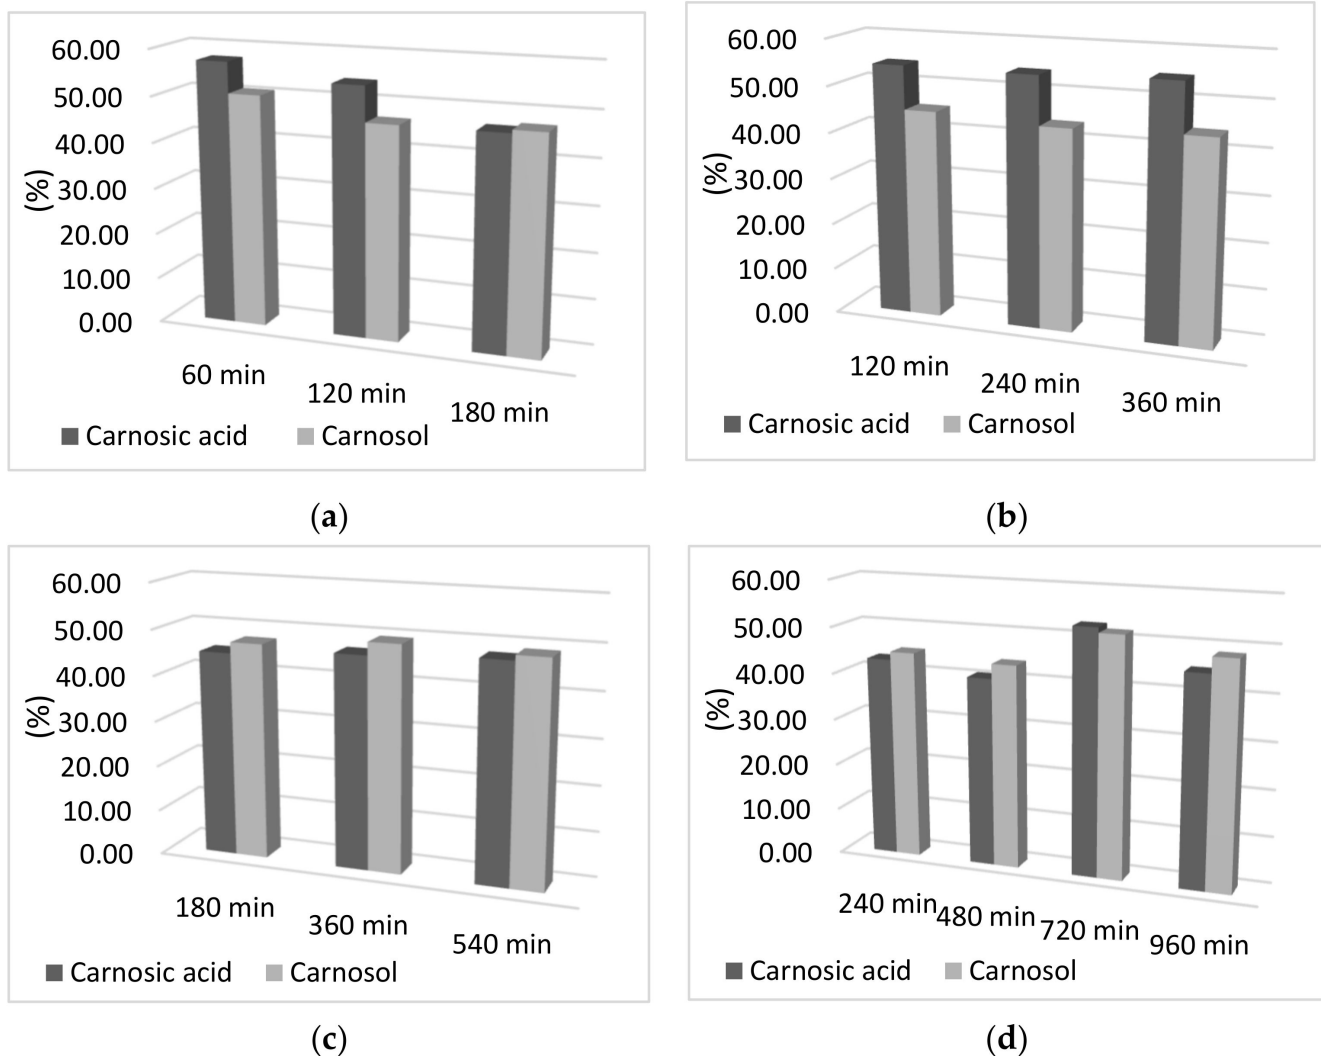 60.00
50.00
40.00
30.00
20.00
10.00
0.00
(%)
60 min
120 min
180 min
Carnosic acid Carnosol
(a)
60.00
50.00
40.00
30.00
20.00
10.00
0.00
(%)
120 min
240 min
360 min
Carnosic acid Carnosol
(b)
60.00
50.00
40.00
30.00
20.00
10.00
0.00
(%)
180 min
360 min
540 min
Carnosic acid Carnosol
(c)
60.00
50.00
40.00
30.00
20.00
10.00
0.00
(%)
240 min
480 min
720 min
960 min
Carnosic acid Carnosol
(d)